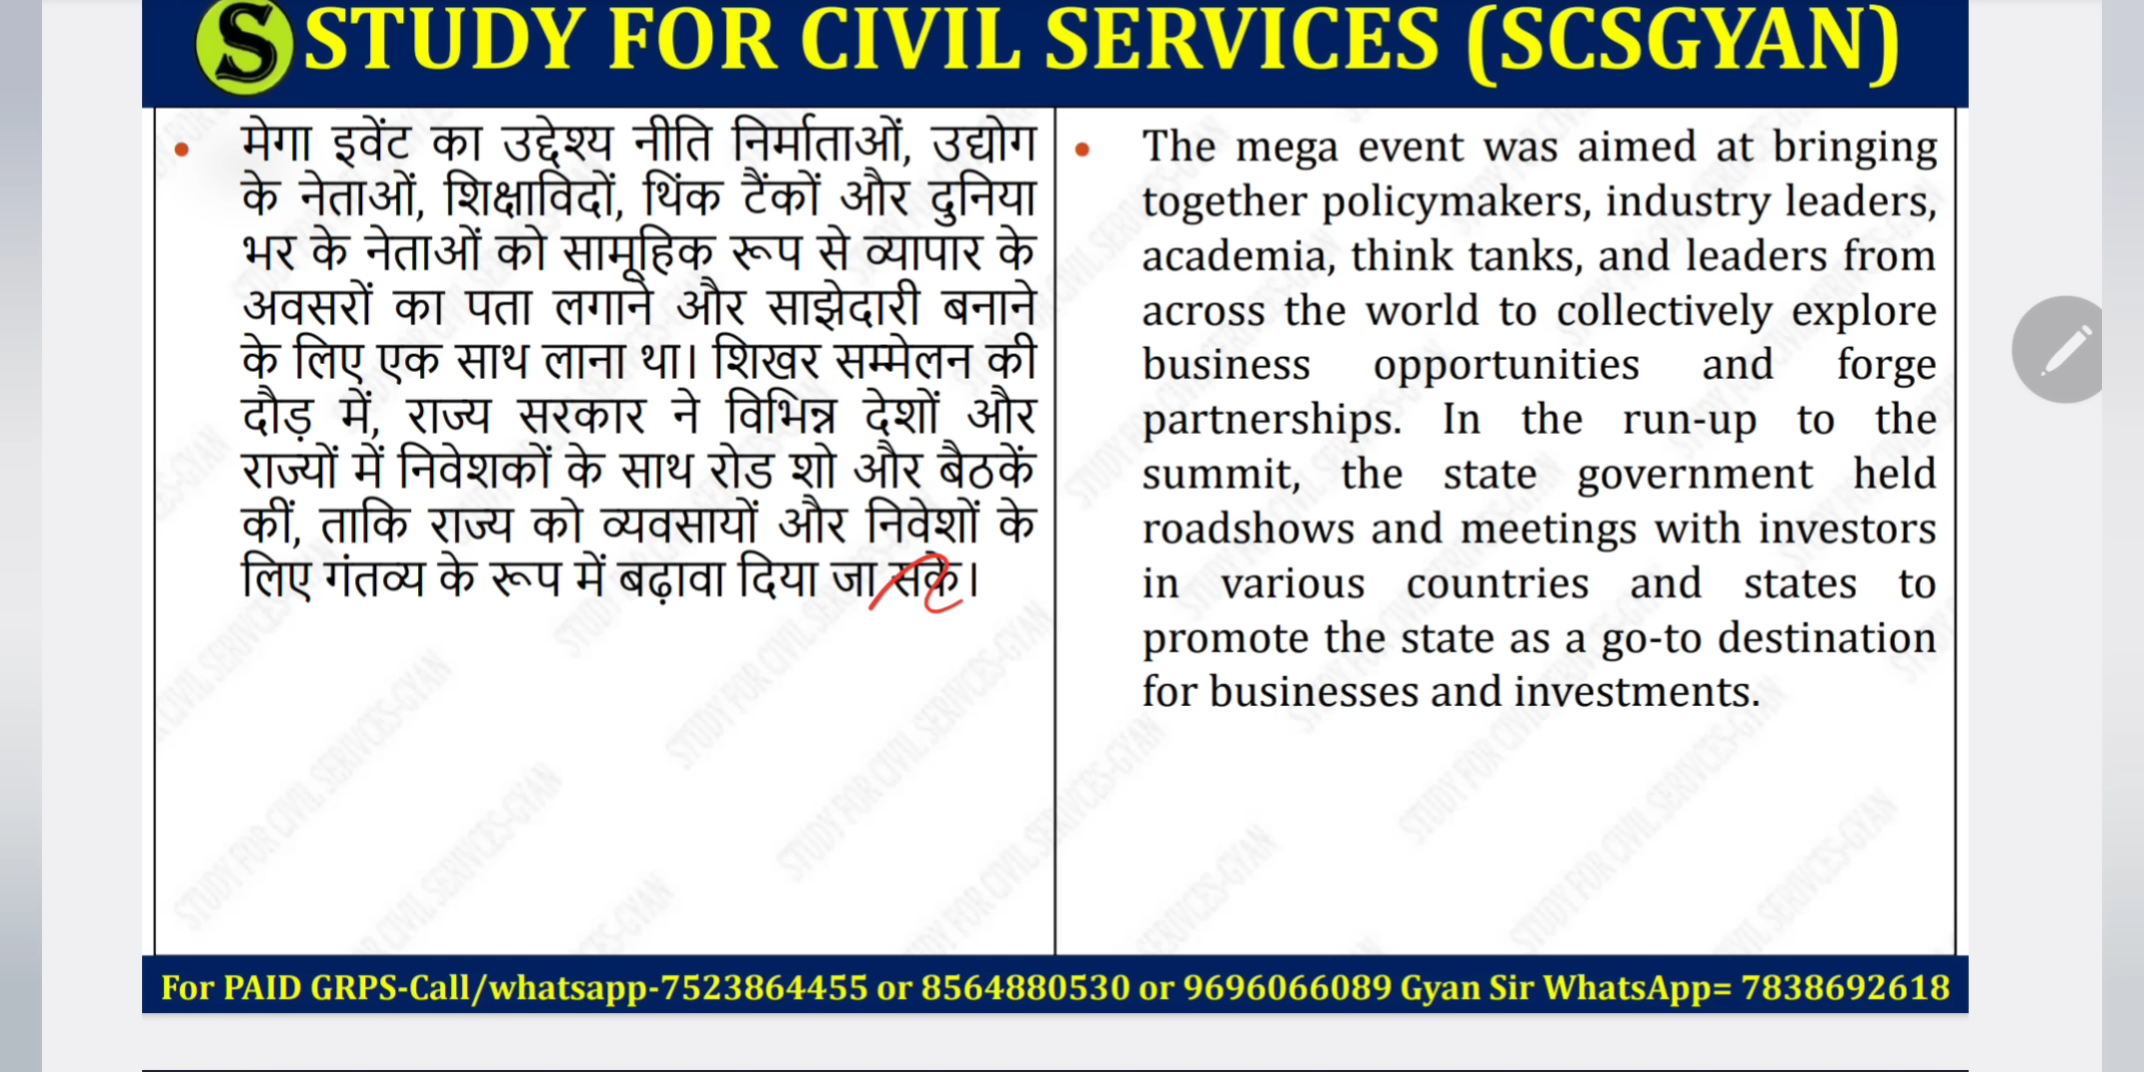 S STUDY FOR CIVIL SERVICES (SCSGYAN)
• मेगा इवेंट का उद्देश्य नीति निर्माताओं, उद्योग
के नेताओं, शिक्षाविदों, थिंक टैंकों और दुनिया
भर के नेताओं को सामूहिक रूप से व्यापार के
अवसरों का पता लगाने और साझेदारी बनाने
के लिए एक साथ लाना था। शिखर सम्मेलन की
दौड़ में, राज्य सरकार ने विभिन्न देशों और
राज्यों में निवेशकों के साथ रोड शो और बैठकें
कीं, ताकि राज्य को व्यवसायों और निवेशों के
लिए गंतव्य के रूप में बढ़ावा दिया जा सके।
• The mega event was aimed at bringing
together policymakers, industry leaders,
academia, think tanks, and leaders from
across the world to collectively explore
business opportunities and forge
partnerships. In the run-up to the
summit, the state government held
roadshows and meetings with investors
in various countries and states to
promote the state as a go-to destination
for businesses and investments.
For PAID GRPS-Call/whatsapp-7523864455 or 8564880530 or 9696066089 Gyan Sir WhatsApp= 7838692618